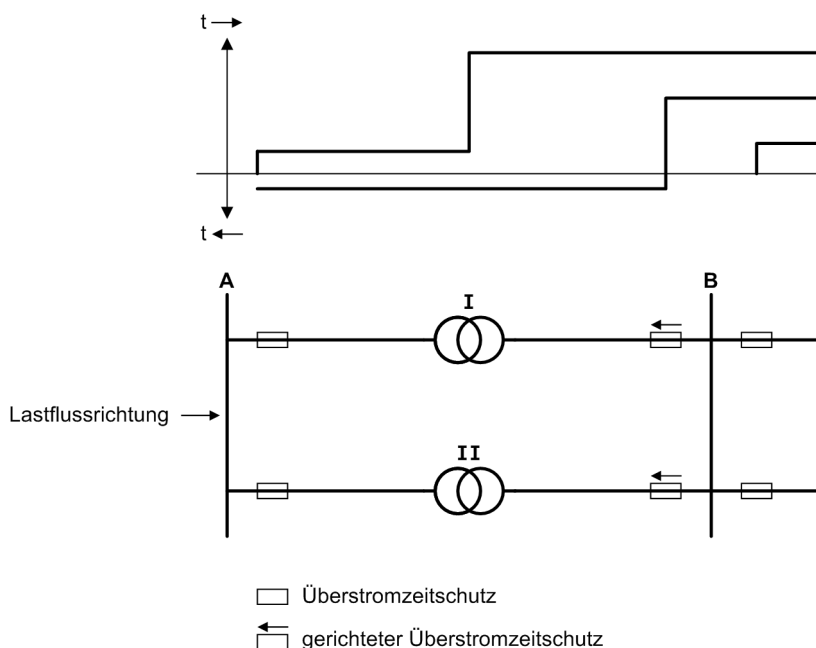 t
t
A
B
I
Lastflussrichtung
II
Überstromzeitschutz
gerichteter Überstromzeitschutz